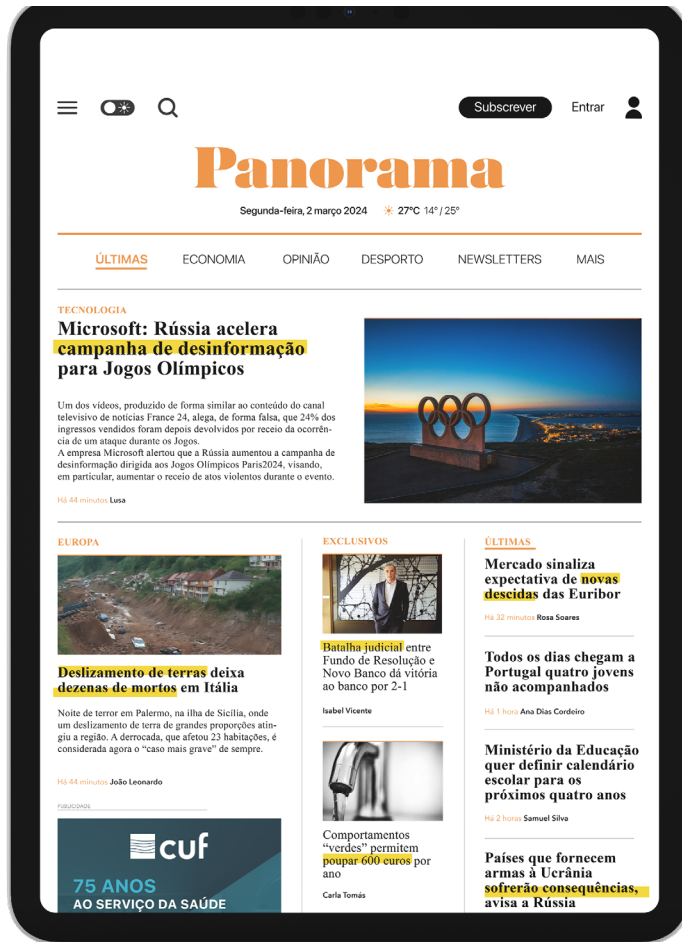 Subscrever
Entrar
Panorama
Segunda-feira, 2 março 2024 27°C 14° / 25°
ÚLTIMAS ECONOMIA OPINIÃO DESPORTO NEWSLETTERS MAIS
TECNOLOGIA
Microsoft: Rússia acelera
campanha de desinformação
para Jogos Olímpicos
Um dos vídeos, produzido de forma similar ao conteúdo do canal
televisivo de notícias France 24, alega, de forma falsa, que 24% dos
ingressos vendidos foram depois devolvidos por receio da ocorrên-
cia de um ataque durante os Jogos.
A empresa Microsoft alertou que a Rússia aumentou a campanha de
desinformação dirigida aos Jogos Olímpicos Paris2024, visando,
em particular, aumentar o receio de atos violentos durante o evento.
Há 44 minutos Lusa
EUROPA
Deslizamento de terras deixa
dezenas de mortos em Itália
Noite de terror em Palermo, na ilha de Sicília, onde
um deslizamento de terra de grandes proporções atin-
giu a região. A derrocada, que afetou 23 habitações, é
considerada agora o “caso mais grave” de sempre.
Há 44 minutos João Leonardo
PUBLICIDADE
cuf
75 ANOS
AO SERVIÇO DA SAÚDE
EXCLUSIVOS
Batalha judicial entre
Fundo de Resolução e
Novo Banco dá vitória
ao banco por 2-1
Isabel Vicente
Comportamentos
“verdes” permitem
poupar 600 euros por
ano
Carla Tomás
ÚLTIMAS
Mercado sinaliza
expectativa de novas
descidas das Euribor
Há 32 minutos Rosa Soares
Todos os dias chegam a
Portugal quatro jovens
não acompanhados
Há 1 hora Ana Dias Cordeiro
Ministério da Educação
quer definir calendário
escolar para os
próximos quatro anos
Há 2 horas Samuel Silva
Países que fornecem
armas à Ucrânia
sofrerão consequências,
avisa a Rússia